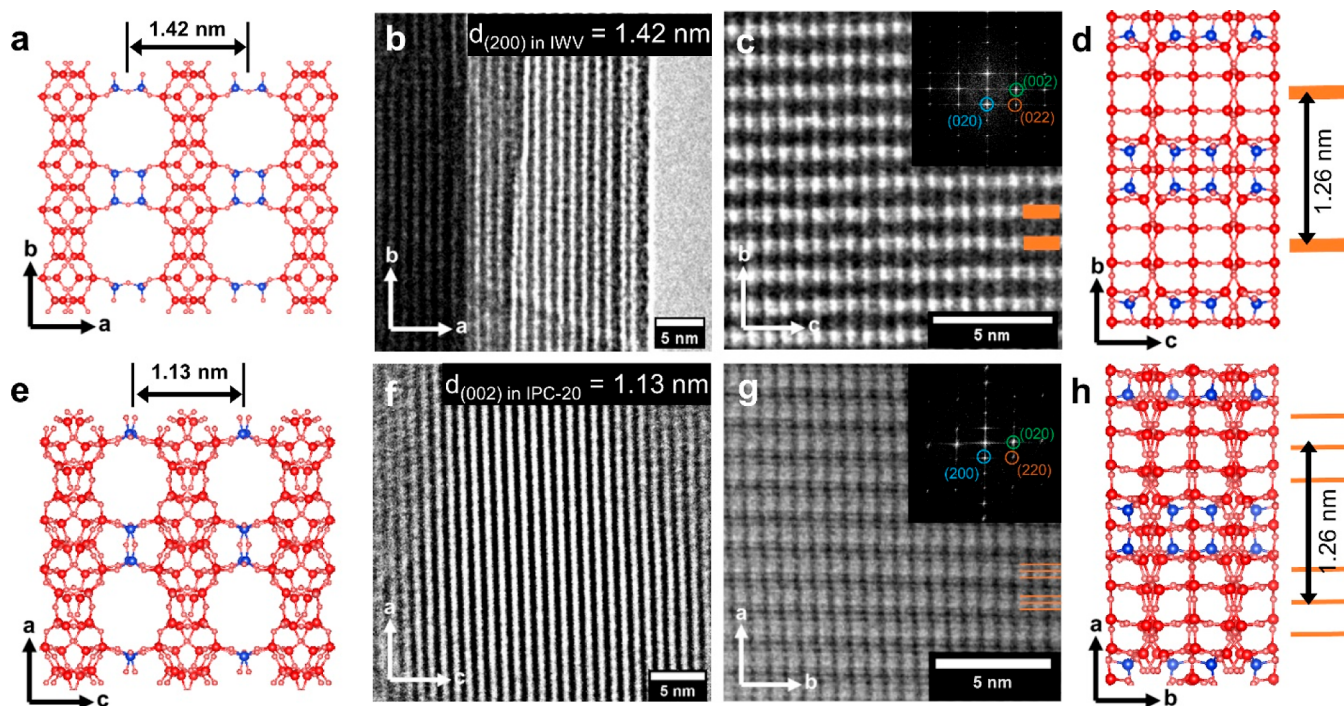 a
1.42 nm
b
a
b
d(200) in IWV = 1.42 nm
b
a
5 nm
c
(002)
(020)
(022)
b
c
5 nm
d
1.26 nm
b
c
e
1.13 nm
a
c
f
d(002) in IPC-20 = 1.13 nm
a
c
5 nm
g
(020)
(200)
(220)
a
b
5 nm
h
1.26 nm
a
b